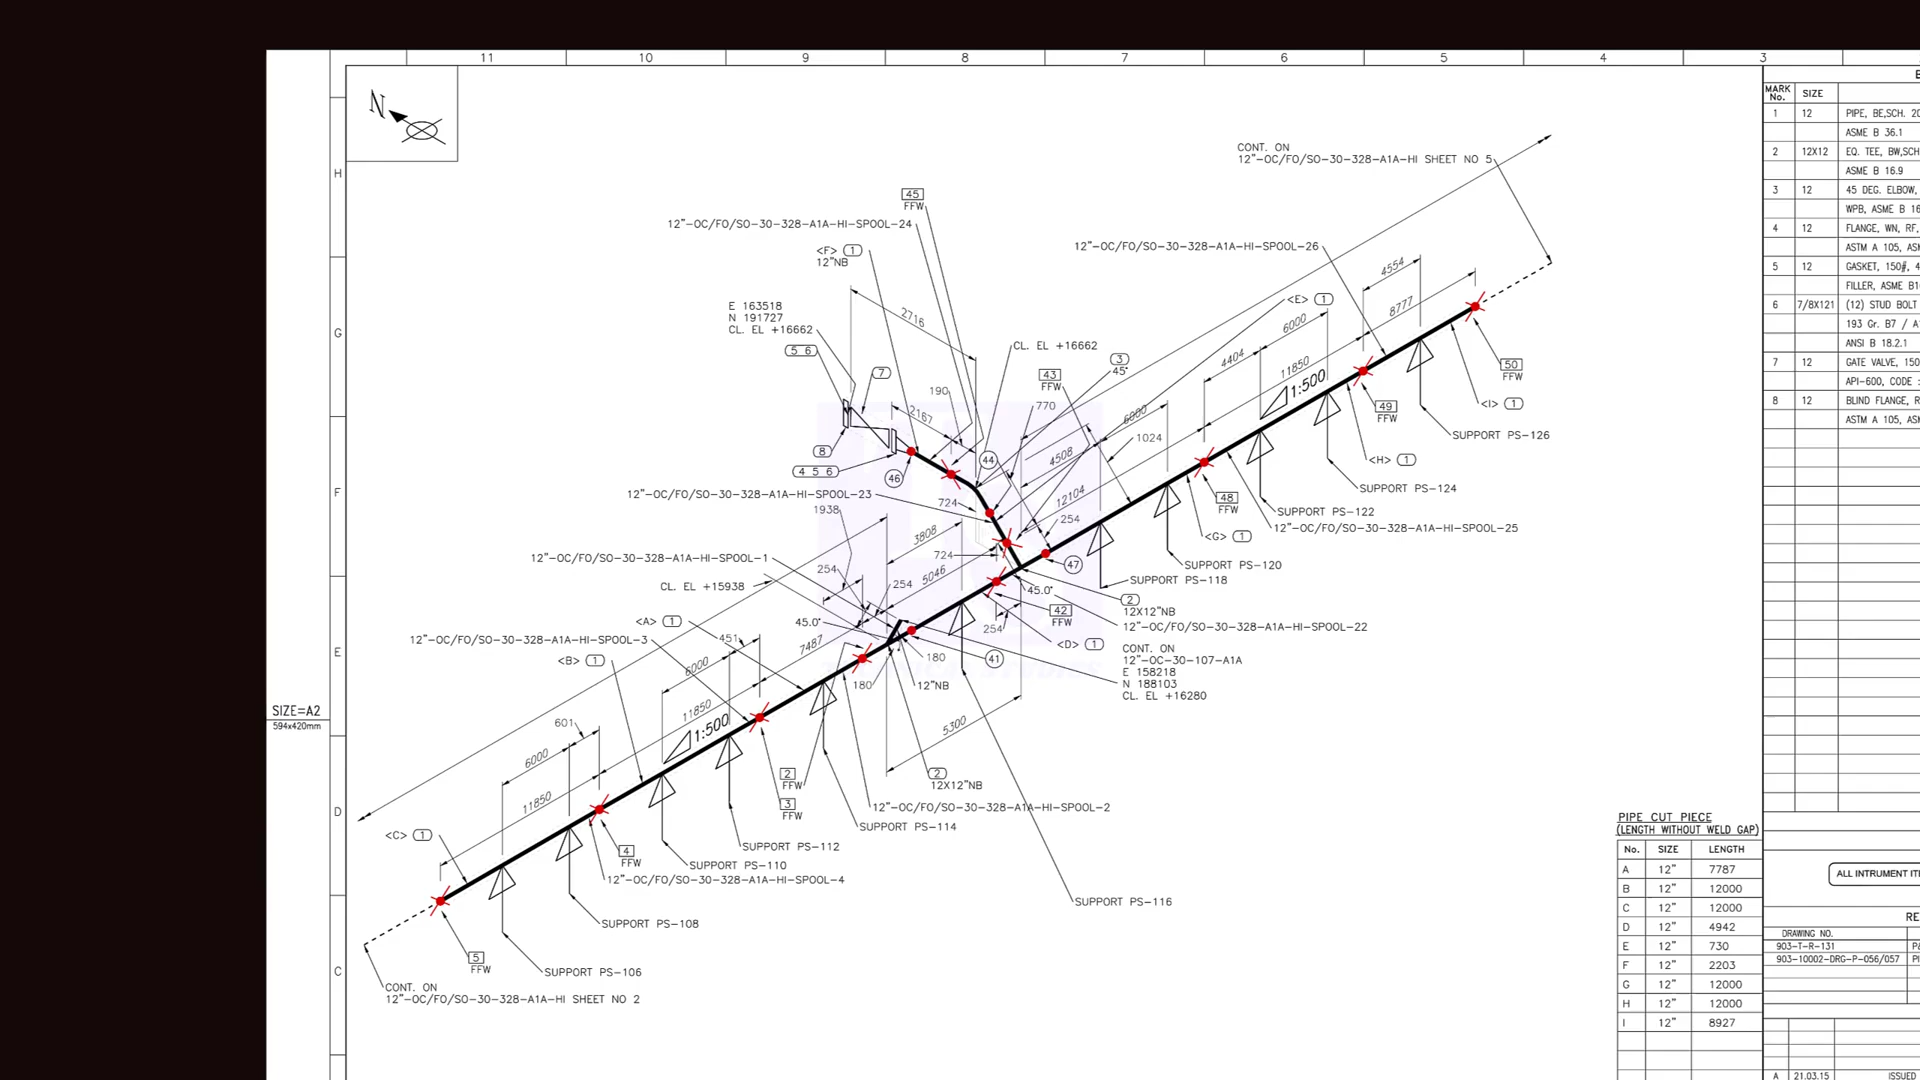 11 10 9 8 7 6 5 4 3
N
H
CONT. ON
12"-OC/FO/SO-30-328-A1A-HI SHEET NO 5
45
FFW
12"-OC/FO/SO-30-328-A1A-HI-SPOOL-24
12"-OC/FO/SO-30-328-A1A-HI-SPOOL-26
<F> 1
12"NB
4554
8777
<E> 1
6000
E 163518
N 191727
CL. EL +16662
2716
G
CL. EL +16662
5 6
3
45°
4404
11850
1:500
50
FFW
7
43
FFW
190
2167
770
6000
49
FFW
<I> 1
1024
SUPPORT PS-126
8
4508
44
<H> 1
4 5 6
46
F
12"-OC/FO/SO-30-328-A1A-HI-SPOOL-23
12104
48
FFW
SUPPORT PS-124
724
1938
254
SUPPORT PS-122
12"-OC/FO/SO-30-328-A1A-HI-SPOOL-25
3808
<G> 1
12"-OC/FO/SO-30-328-A1A-HI-SPOOL-1
724
47
SUPPORT PS-120
254
254
5046
SUPPORT PS-118
CL. EL +15938
45.0°
2
12X12"NB
42
FFW
<A> 1
45.0°
254
12"-OC/FO/SO-30-328-A1A-HI-SPOOL-22
12"-OC/FO/SO-30-328-A1A-HI-SPOOL-3
451
7487
<D> 1
E
CONT. ON
12"-OC-30-107-A1A
E 158218
N 188103
CL. EL +16280
<B> 1
6000
180
41
180
12"NB
SIZE=A2
594x420mm
11850
1:500
601
5300
6000
2
FFW
2
12X12"NB
11850
3
FFW
12"-OC/FO/SO-30-328-A1A-HI-SPOOL-2
D
SUPPORT PS-114
<C> 1
4
FFW
SUPPORT PS-112
SUPPORT PS-110
12"-OC/FO/SO-30-328-A1A-HI-SPOOL-4
SUPPORT PS-116
SUPPORT PS-108
5
FFW
SUPPORT PS-106
C
CONT. ON
12"-OC/FO/SO-30-328-A1A-HI SHEET NO 2
MARK No. SIZE
1 12 PIPE, BE,SCH.
ASME B 36.1
2 12X12 EQ. TEE, BW,SCH
ASME B 16.9
3 12 45 DEG. ELBOW,
WPB, ASME B 16
4 12 FLANGE, WN, RF,
ASTM A 105,
5 12 GASKET, 150#,
FILLER, ASME
6 7/8X121 (12) STUD BOLT
193 Gr. B7 /
ANSI B 18.2.1
7 12 GATE VALVE,
API-600, CODE
8 12 BLIND FLANGE,
ASTM A 105,
PIPE CUT PIECE
(LENGTH WITHOUT WELD GAP)
No. SIZE LENGTH
A 12" 7787
B 12" 12000
C 12" 12000
D 12" 4942
E 12" 730
F 12" 2203
G 12" 12000
H 12" 12000
I 12" 8927
ALL INTRUMENT
DRAWING NO.
903-T-R-131
903-10002-DRG-P-056/057
A 21.03.15 ISSUED